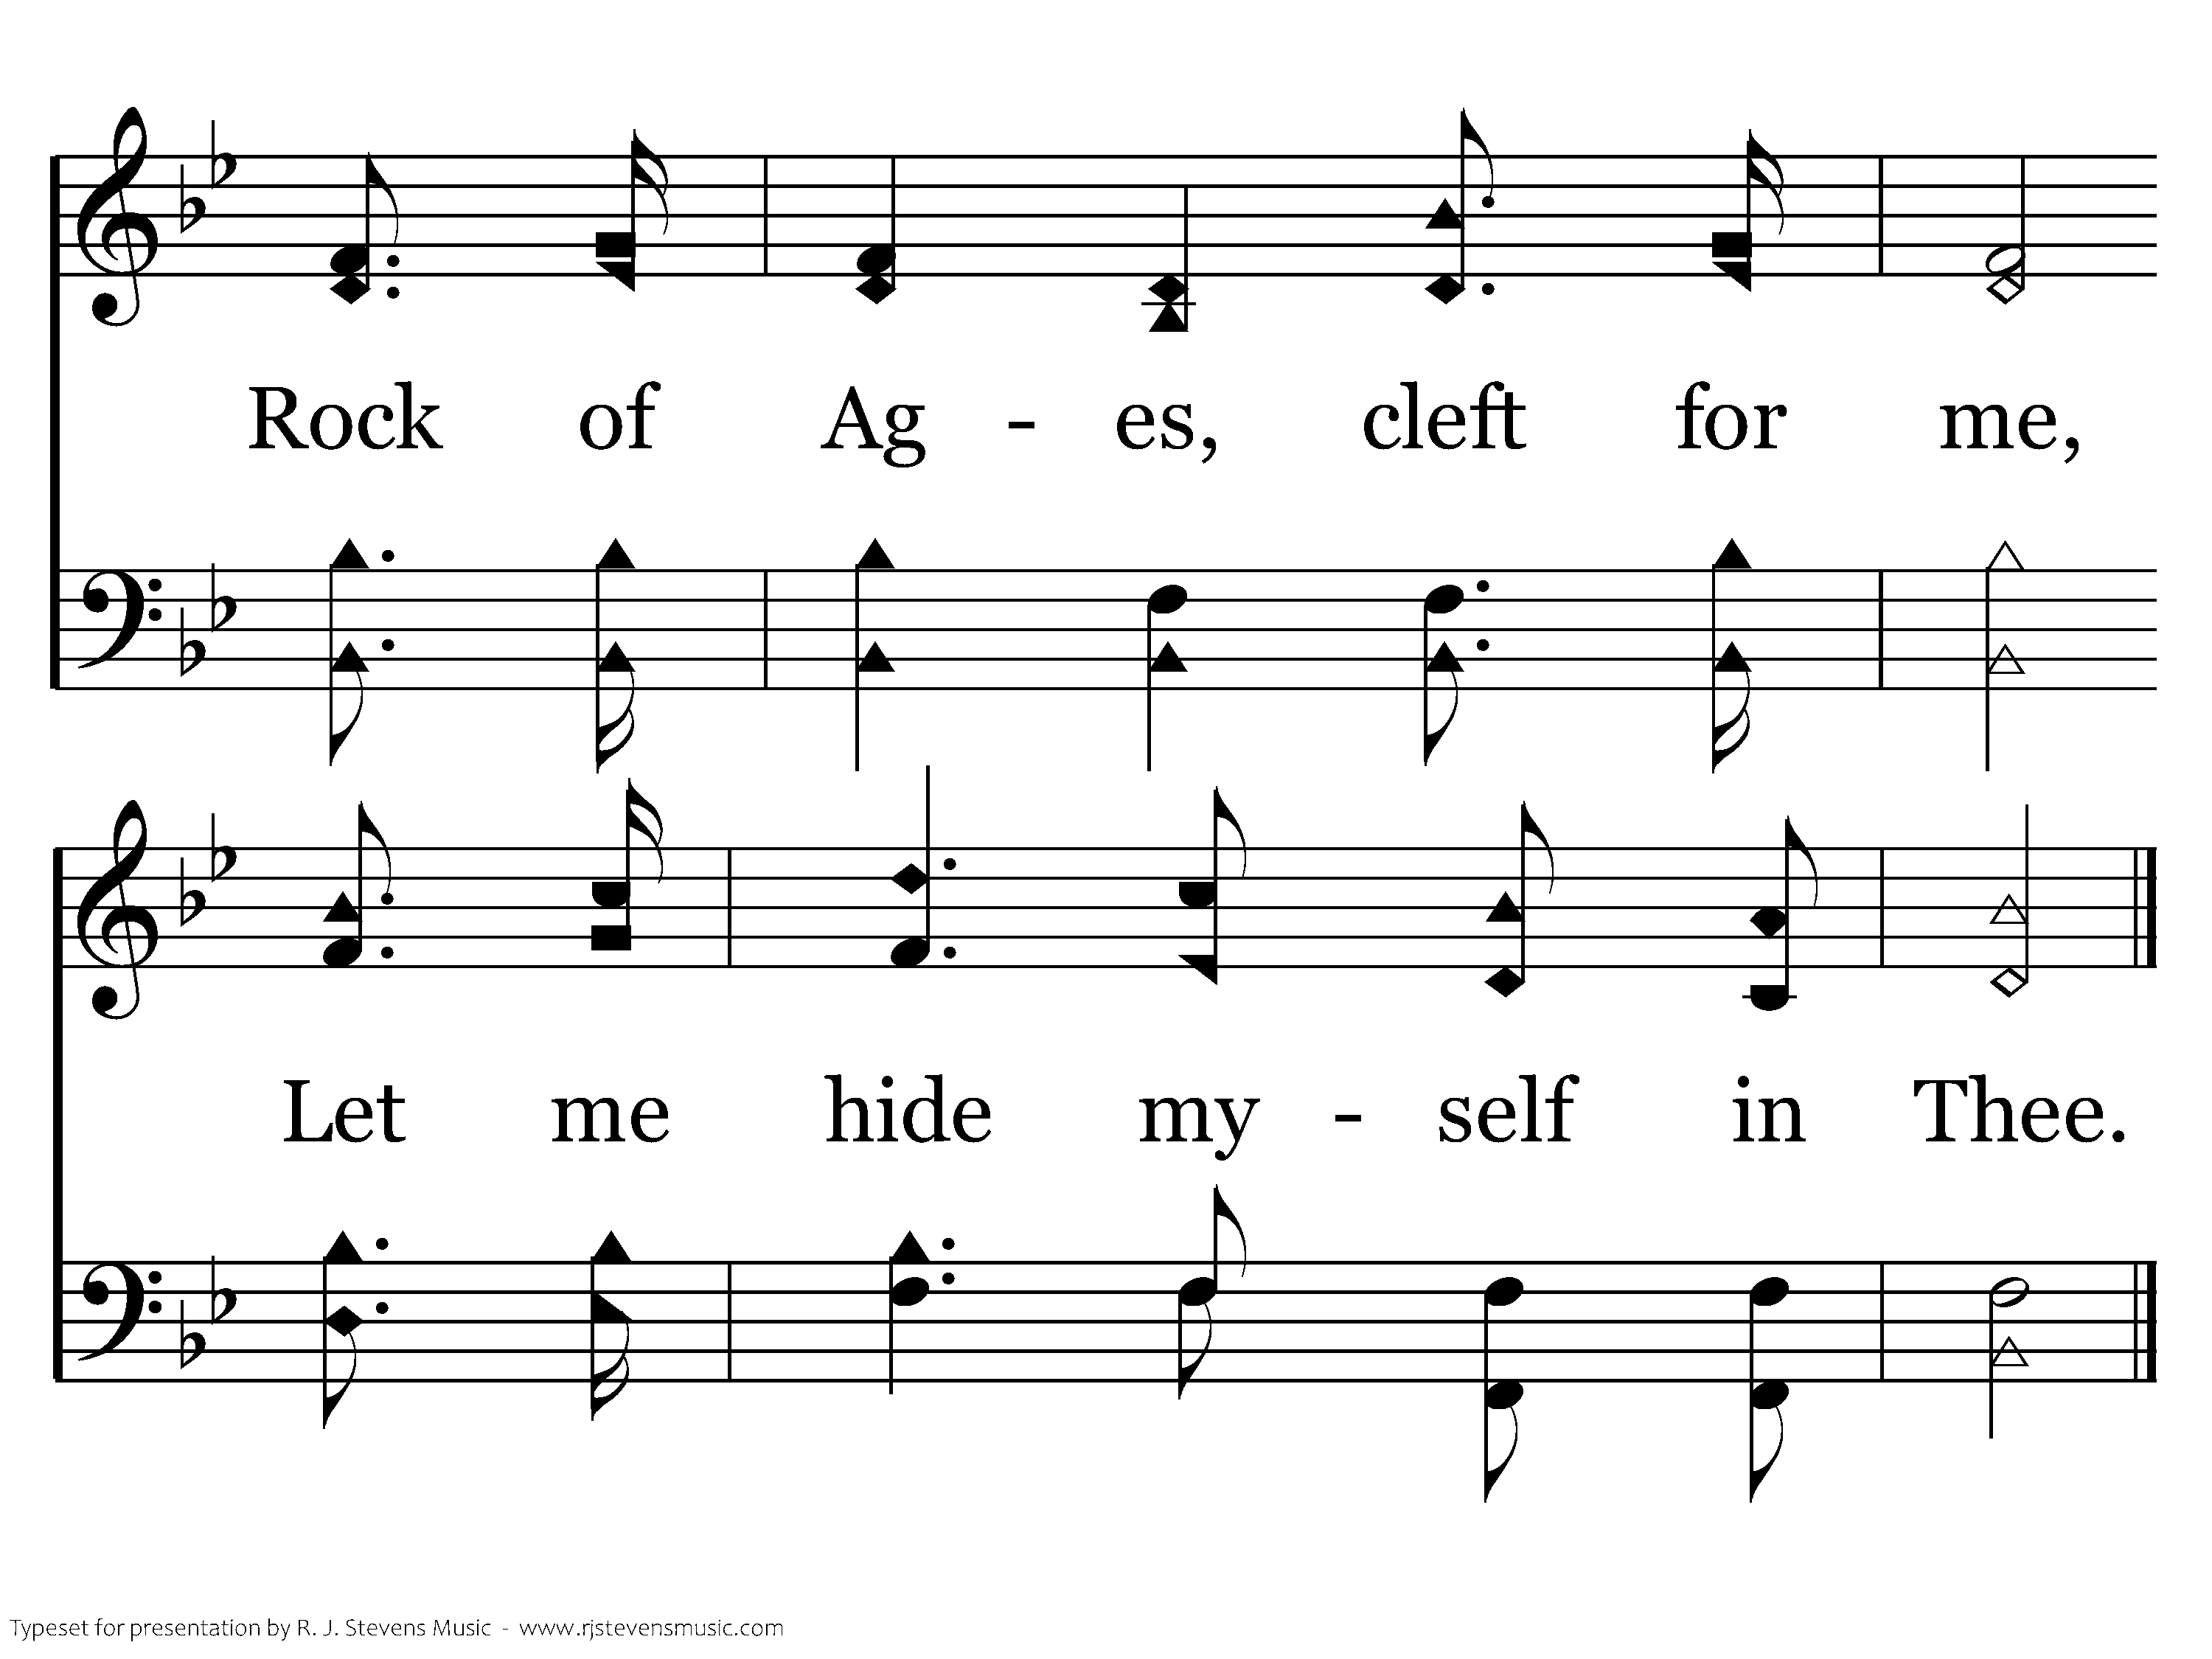 Rock of Ag - es, cleft for me,
Let me hide my - self in Thee.
Typeset for presentation by R. J. Stevens Music - www.rjstevensmusic.com